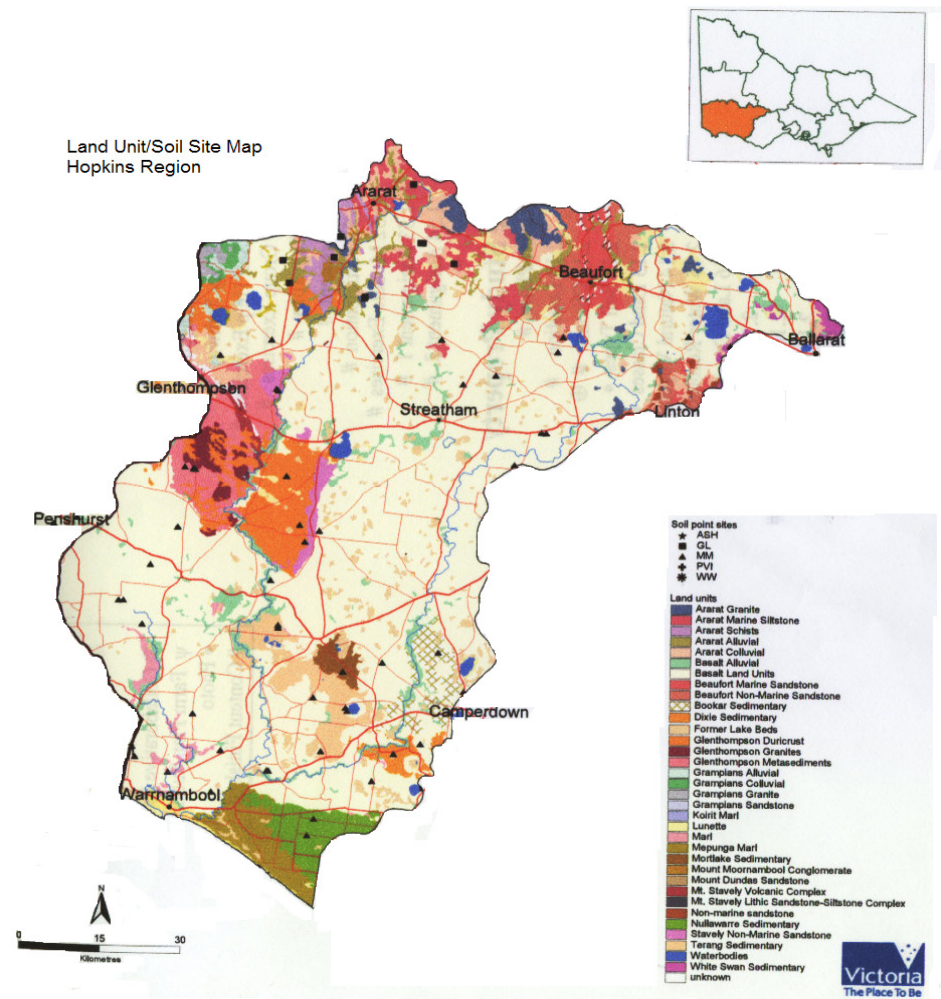 Land Unit/Soil Site Map
Hopkins Region
Ararat
Beaufort
Ballarat
Glenthompson
Streatham
Linton
Penshurst
Camperdown
Warrnambool
N
0 15 30
Kilometres
Soil point sites
ASH
GL
MM
PVI
WW
Land units
Ararat Granite
Ararat Marine Siltstone
Ararat Schists
Ararat Alluvial
Ararat Colluvial
Basalt Alluvial
Basalt Land Units
Beaufort Marine Sandstone
Beaufort Non-Marine Sandstone
Bookar Sedimentary
Dixie Sedimentary
Former Lake Beds
Glenthompson Duricrust
Glenthompson Granites
Glenthompson Metasediments
Grampians Alluvial
Grampians Colluvial
Grampians Granite
Grampians Sandstone
Koirit Marl
Lunette
Marl
Mepunga Marl
Mortlake Sedimentary
Mount Moornambool Conglomerate
Mount Dundas Sandstone
Mt. Stavely Volcanic Complex
Mt. Stavely Lithic Sandstone-Siltstone Complex
Non-marine sandstone
Nullawarre Sedimentary
Stavely Non-Marine Sandstone
Terang Sedimentary
Waterbodies
White Swan Sedimentary
unknown
Victoria
The Place To Be